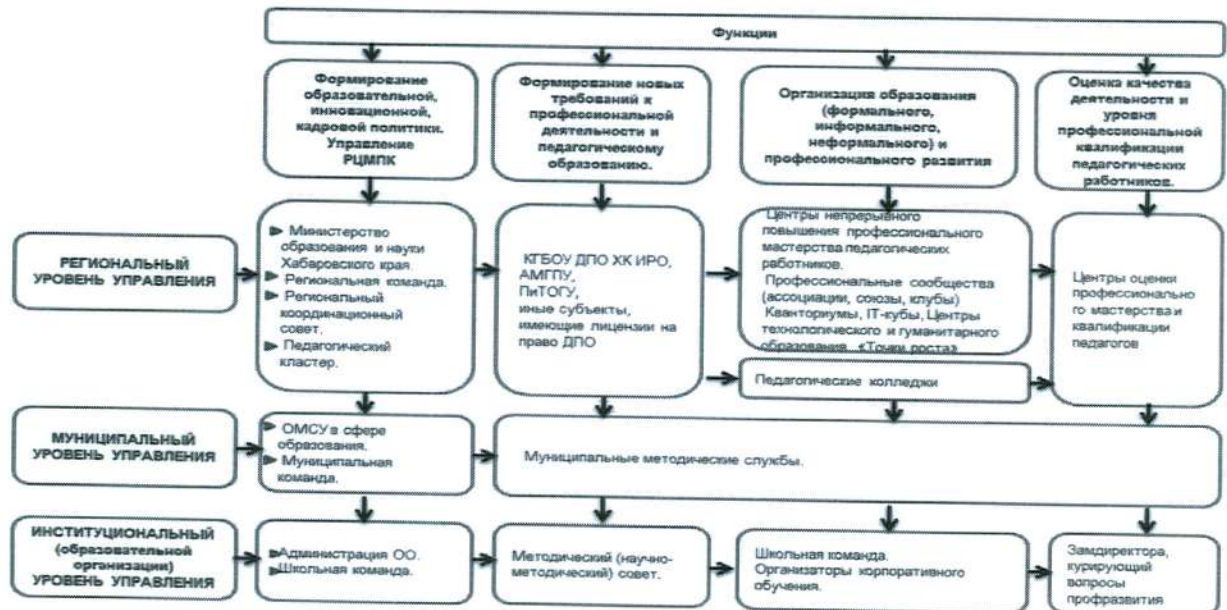 Функции
Формирование
образовательной,
инновационной,
кадровой политики.
Управление
РЦМПК
Формирование новых
требований к
профессиональной
деятельности и
педагогическому
образованию.
Организация образования
(формального,
информального,
неформального) и
профессионального развития
Оценка качества
деятельности и
уровня
профессиональной
квалификации
педагогических
работников.
РЕГИОНАЛЬНЫЙ
УРОВЕНЬ УПРАВЛЕНИЯ
Министерство
образования и науки
Хабаровского края.
Региональная команда.
Региональный
координационный
совет.
Педагогический
кластер.
КГБОУ ДПО ХК ИРО,
АМГПУ,
ПиТОГУ,
иные субъекты,
имеющие лицензии на
право ДПО
Центры непрерывного
повышения профессионального
мастерства педагогических
работников.
Профессиональные сообщества
(ассоциации, союзы, клубы)
Кванториумы, IT-кубы, Центры
технологического и гуманитарного
образования «Точки роста»
Педагогические колледжи
Центры оценки
профессионально
го мастерства и
квалификации
педагогов
МУНИЦИПАЛЬНЫЙ
УРОВЕНЬ УПРАВЛЕНИЯ
ОМСУ в сфере
образования.
Муниципальная
команда.
Муниципальные методические службы.
ИНСТИТУЦИОНАЛЬНЫЙ
(образовательной
организации)
УРОВЕНЬ УПРАВЛЕНИЯ
Администрация ОО.
Школьная команда.
Методический (научно-
методический) совет.
Школьная команда.
Организаторы корпоративного
обучения.
Замдиректора,
курирующий
вопросы
профразвития